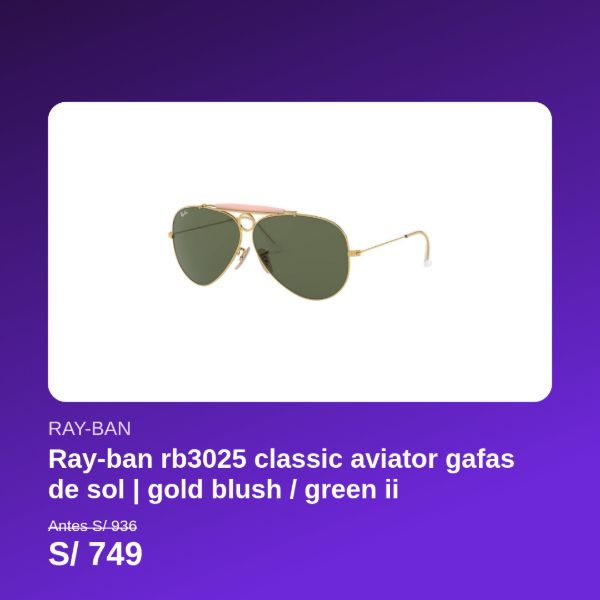 RAY-BAN
Ray-ban rb3025 classic aviator gafas
de sol | gold blush / green ii
Antes S/ 936
S/ 749